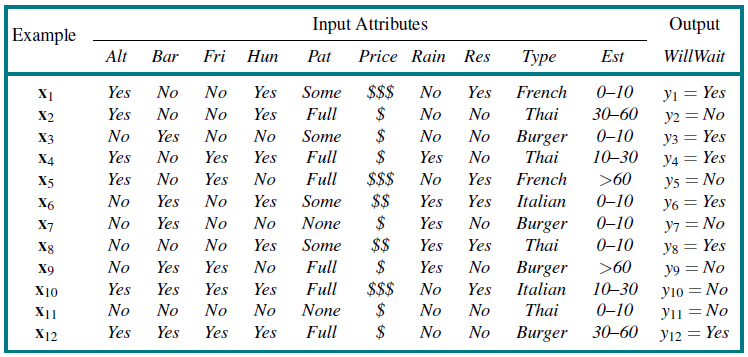 Example Input Attributes Output
Alt Bar Fri Hun Pat Price Rain Res Type Est WillWait
x₁ Yes No No Yes Some $$$ No Yes French 0–10 y₁ = Yes
x₂ Yes No No Yes Full $ No No Thai 30–60 y₂ = No
x₃ No Yes No No Some $ No No Burger 0–10 y₃ = Yes
x₄ Yes No Yes Yes Full $ Yes No Thai 10–30 y₄ = Yes
x₅ Yes No Yes No Full $$$ No Yes French >60 y₅ = No
x₆ No Yes No Yes Some $$ Yes Yes Italian 0–10 y₆ = Yes
x₇ No Yes No No None $ Yes No Burger 0–10 y₇ = No
x₈ No No No Yes Some $$ Yes Yes Thai 0–10 y₈ = Yes
x₉ No Yes Yes No Full $ Yes No Burger >60 y₉ = No
x₁₀ Yes Yes Yes Yes Full $$$ No Yes Italian 10–30 y₁₀ = No
x₁₁ No No No No None $ No No Thai 0–10 y₁₁ = No
x₁₂ Yes Yes Yes Yes Full $ No No Burger 30–60 y₁₂ = Yes